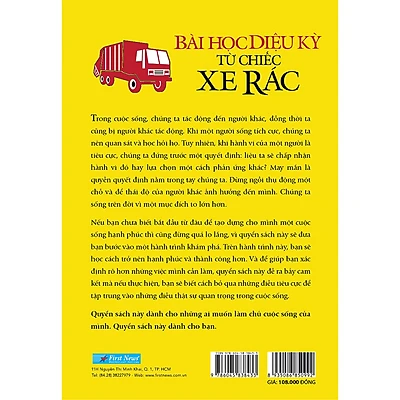 BÀI HỌC DIỆU KỲ
TỪ CHIẾC
XE RÁC
Trong cuộc sống, chúng ta tác động đến người khác, đồng thời ta
cũng bị người khác tác động. Khi một người sống tích cực, chúng ta
nên quan sát và học hỏi họ. Tuy nhiên, khi hành vi của một người là
tiêu cực, chúng ta đứng trước một quyết định: liệu ta sẽ chấp nhận
hành vi đó hay lựa chọn một cách phản ứng khác? May mắn là
quyền quyết định nằm trong tay chúng ta. Đừng ngồi thụ động một
chỗ và để thái độ của người khác ảnh hưởng đến mình. Chúng ta
sống trên đời vì một mục đích to lớn hơn.
Nếu bạn chưa biết bắt đầu từ đâu để tạo dựng cho mình một cuộc
sống hạnh phúc thì cũng đừng quá lo lắng, vì quyển sách này sẽ đưa
bạn bước vào một hành trình khám phá. Trên hành trình này, bạn sẽ
học cách trở nên hạnh phúc và thành công hơn. Và để giúp bạn xác
định rõ hơn những việc mình cần làm, quyển sách này đề ra bảy cam
kết mà nếu thực hiện, bạn sẽ biết cách bỏ qua những điều tiêu cực để
tập trung vào những điều thật sự quan trọng trong cuộc sống.
Quyển sách này dành cho những ai muốn làm chủ cuộc sống của
mình. Quyển sách này dành cho bạn.
First News
11H Nguyễn Thị Minh Khai, Q. 1, TP. HCM
Tel: (84.28) 38227979 - Web: www.firstnews.com.vn
9 786045 838435
8 935086 850992
GIÁ: 108.000 ĐỒNG